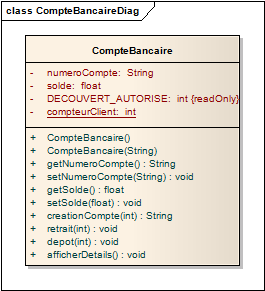 class CompteBancaireDiag
CompteBancaire
- numeroCompte: String
- solde: float
- DECOUVERT_AUTORISE: int {readOnly}
- compteurClient: int
+ CompteBancaire()
+ CompteBancaire(String)
+ getNumeroCompte() : String
+ setNumeroCompte(String) : void
+ getSolde() : float
+ setSolde(float) : void
+ creationCompte(int) : String
+ retrait(int) : void
+ depot(int) : void
+ afficherDetails() : void